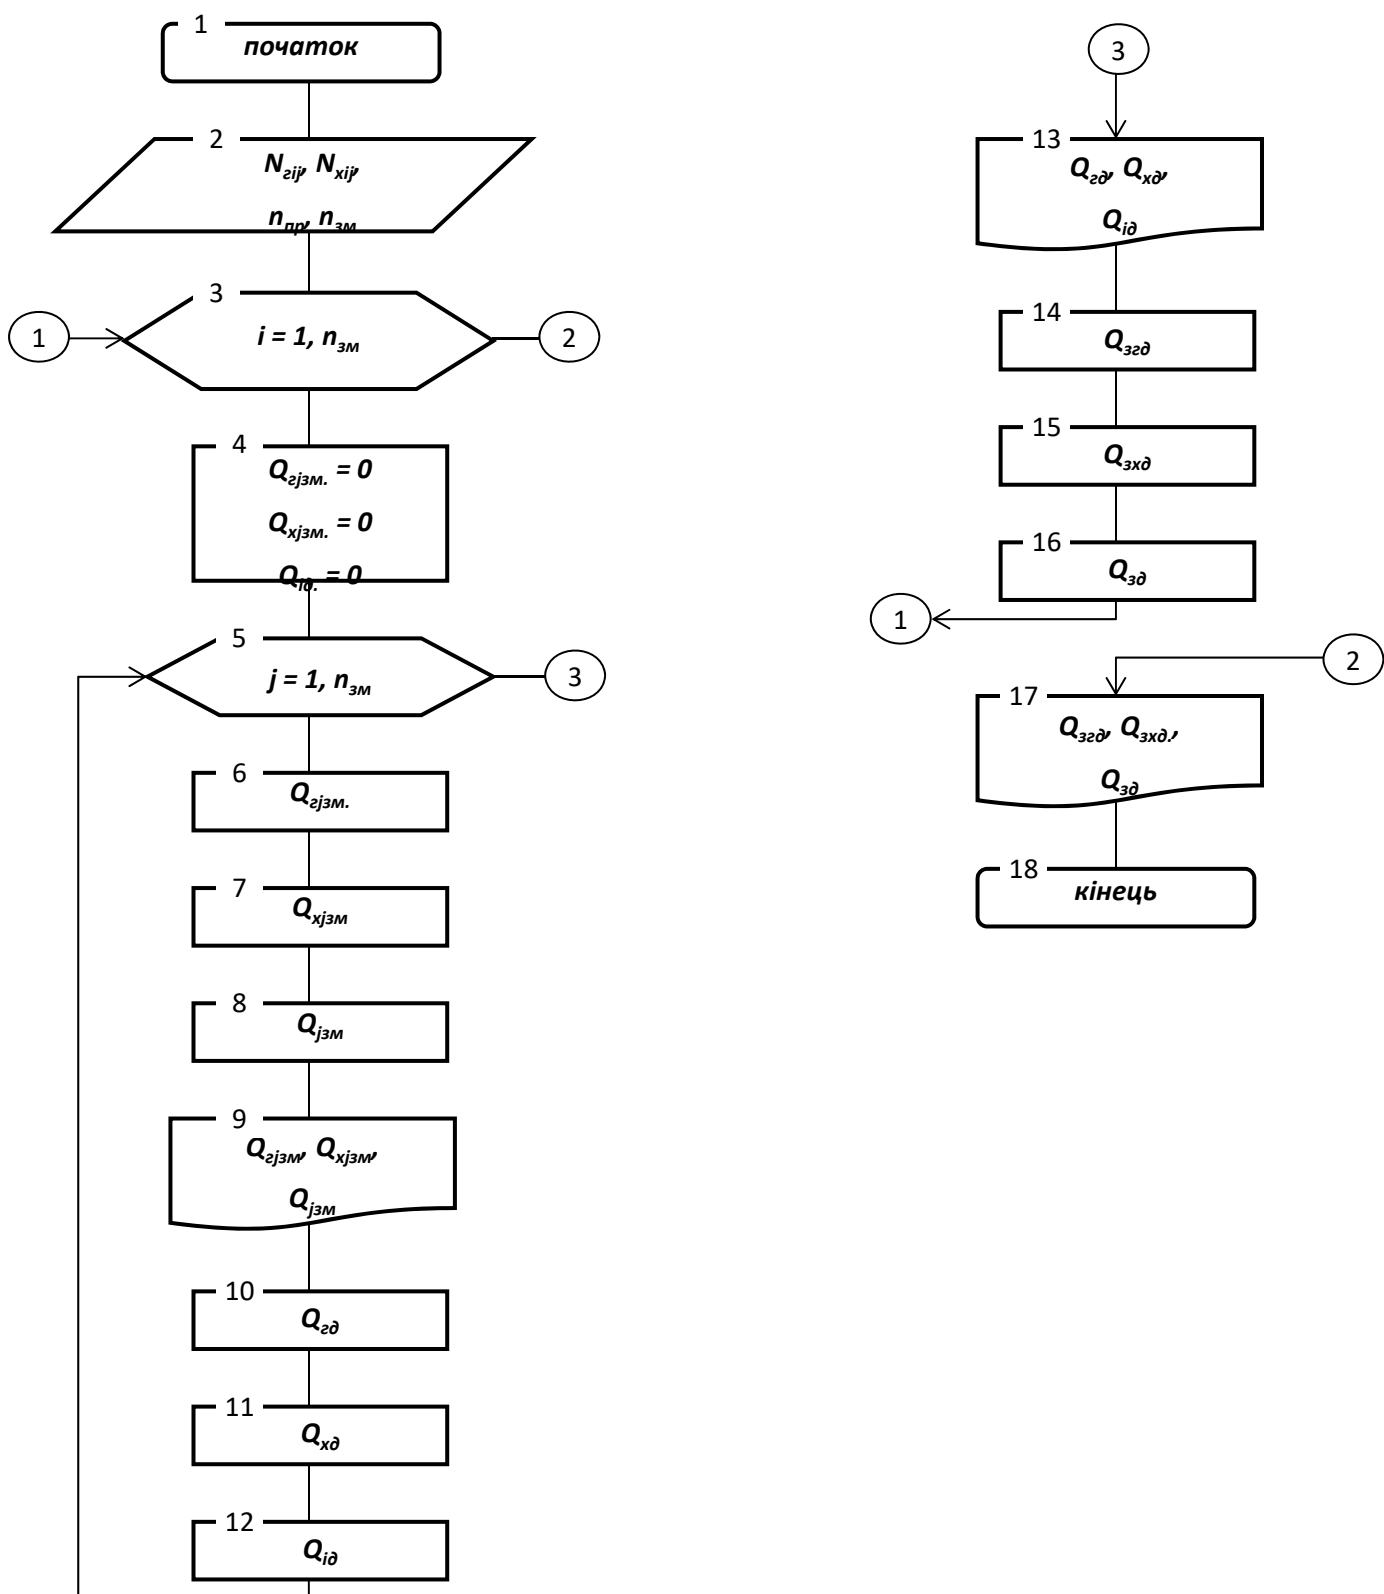 1
початок
2
Nгij, Nхij,
nпр, nзм
3
1
i = 1, nзм
2
4
Qгjзм. = 0
Qхjзм. = 0
Qід. = 0
5
j = 1, nзм
3
6
Qгjзм.
7
Qхjзм
8
Qjзм
9
Qгjзм, Qхjзм,
Qjзм
10
Qгд
11
Qхд
12
Qід
3
13
Qгд, Qхд,
Qід
14
Qзгд
15
Qзхд
16
Qзд
1
2
17
Qзгд, Qзхд.,
Qзд
18
кінець